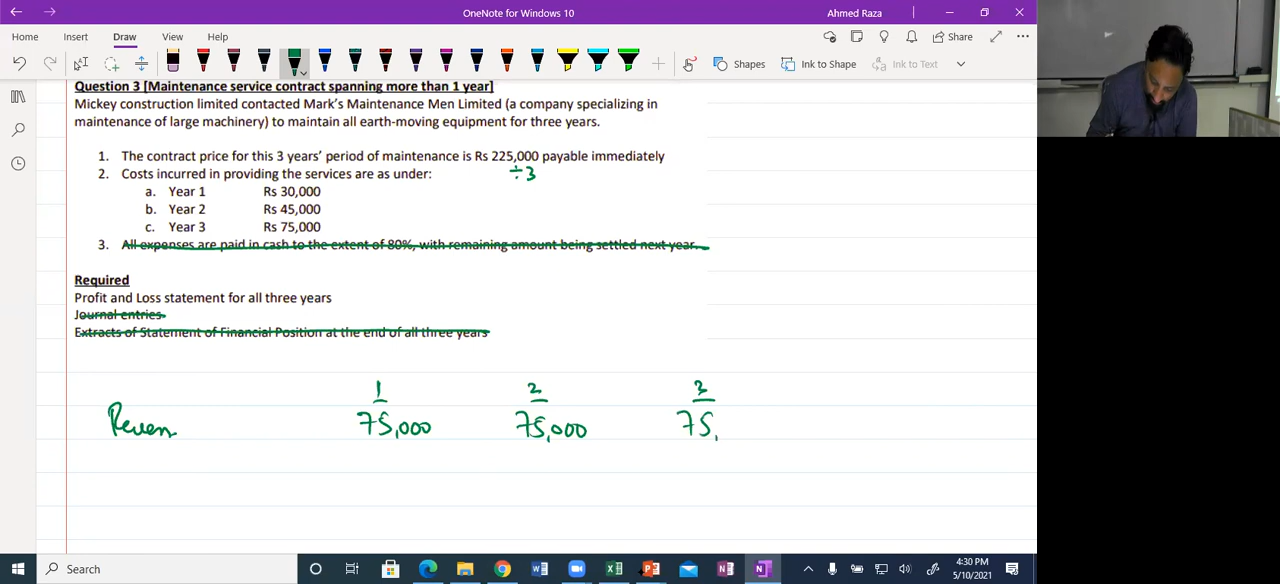 OneNote for Windows 10
Ahmed Raza
Home Insert Draw View Help
Share
Shapes
Ink to Shape
Ink to Text
Question 3 [Maintenance service contract spanning more than 1 year]
Mickey construction limited contacted Mark's Maintenance Men Limited (a company specializing in
maintenance of large machinery) to maintain all earth-moving equipment for three years.
1. The contract price for this 3 years' period of maintenance is Rs 225,000 payable immediately
2. Costs incurred in providing the services are as under:
÷3
a. Year 1 Rs 30,000
b. Year 2 Rs 45,000
c. Year 3 Rs 75,000
3. All expenses are paid in cash to the extent of 80%, with remaining amount being settled next year.
Required
Profit and Loss statement for all three years
Journal entries
Extracts of Statement of Financial Position at the end of all three years
1 2 3
Reven 75,000 75,000 75,
Search
4:30 PM
5/10/2021